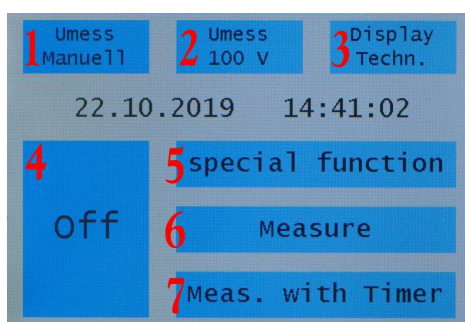 1 Umess Manuell
2 Umess 100 V
3 Display Techn.
22.10.2019 14:41:02
4 Off
5 special function
6 Measure
7 Meas. with Timer